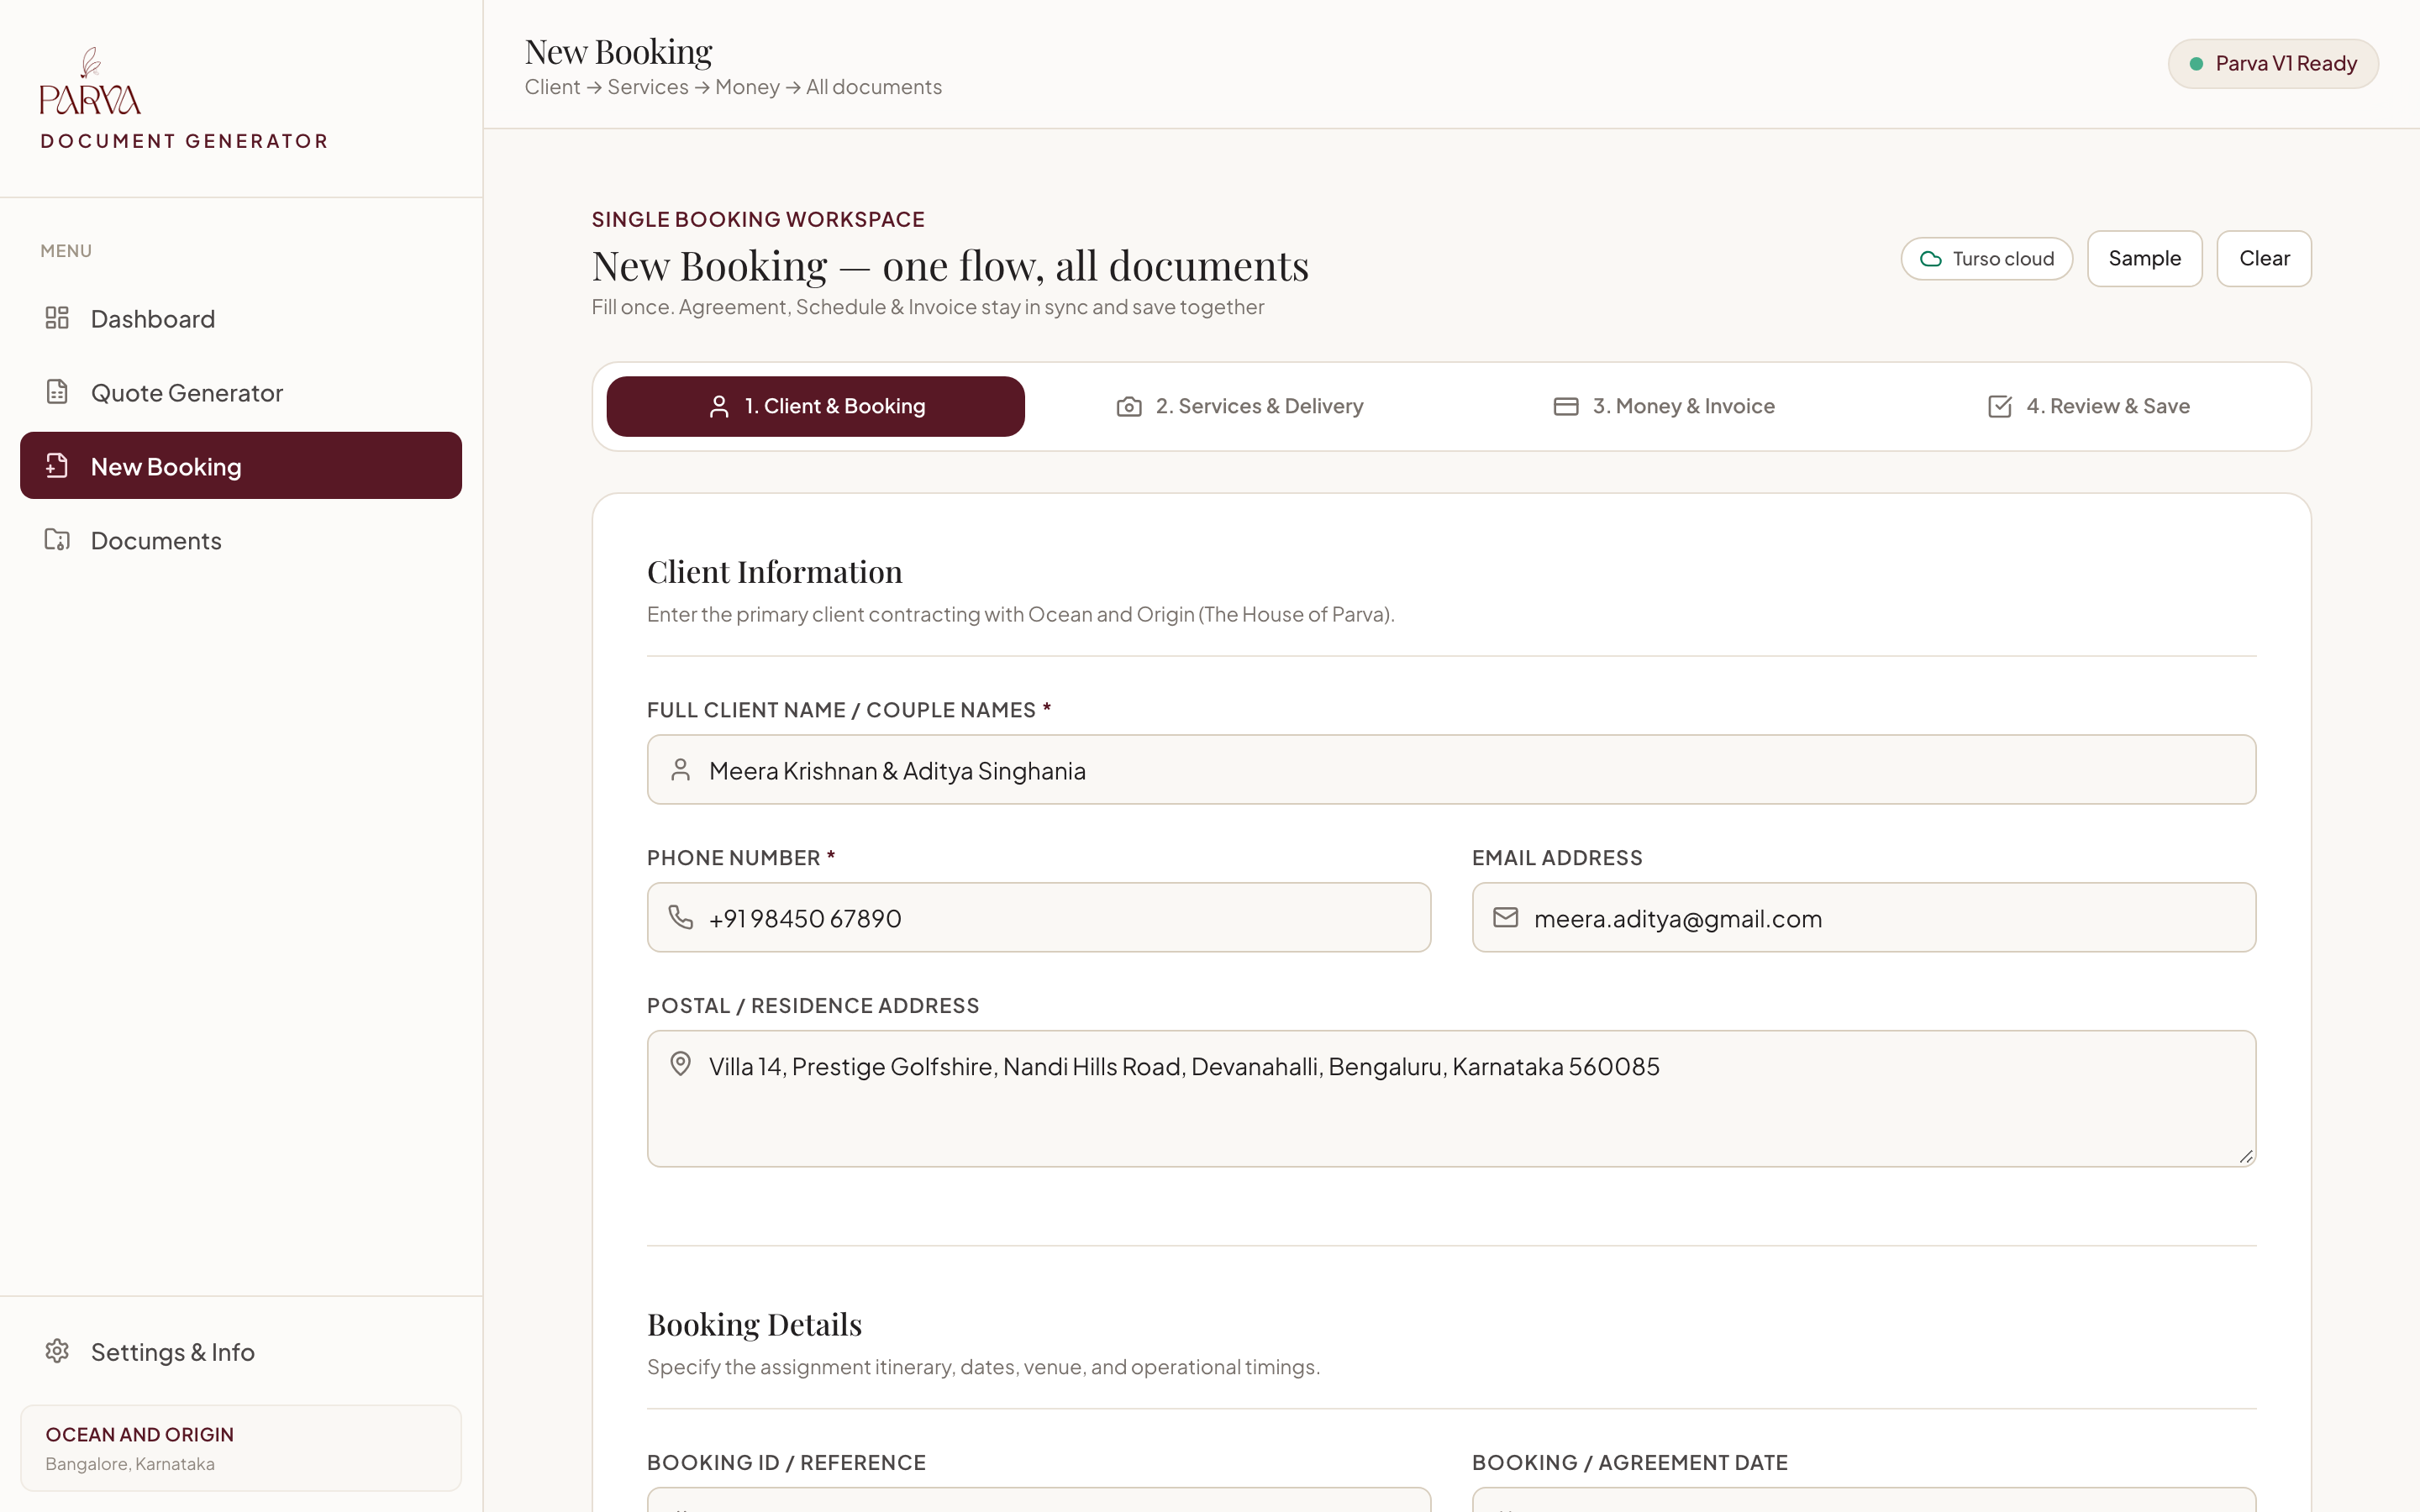 PARVA
DOCUMENT GENERATOR
MENU
Dashboard
Quote Generator
New Booking
Documents
Settings & Info
OCEAN AND ORIGIN
Bangalore, Karnataka
New Booking
Client → Services → Money → All documents
Parva V1 Ready
SINGLE BOOKING WORKSPACE
New Booking — one flow, all documents
Fill once. Agreement, Schedule & Invoice stay in sync and save together
Turso cloud
Sample
Clear
1. Client & Booking
2. Services & Delivery
3. Money & Invoice
4. Review & Save
Client Information
Enter the primary client contracting with Ocean and Origin (The House of Parva).
FULL CLIENT NAME / COUPLE NAMES *
Meera Krishnan & Aditya Singhania
PHONE NUMBER *
+91 98450 67890
EMAIL ADDRESS
meera.aditya@gmail.com
POSTAL / RESIDENCE ADDRESS
Villa 14, Prestige Golfshire, Nandi Hills Road, Devanahalli, Bengaluru, Karnataka 560085
Booking Details
Specify the assignment itinerary, dates, venue, and operational timings.
BOOKING ID / REFERENCE
BOOKING / AGREEMENT DATE